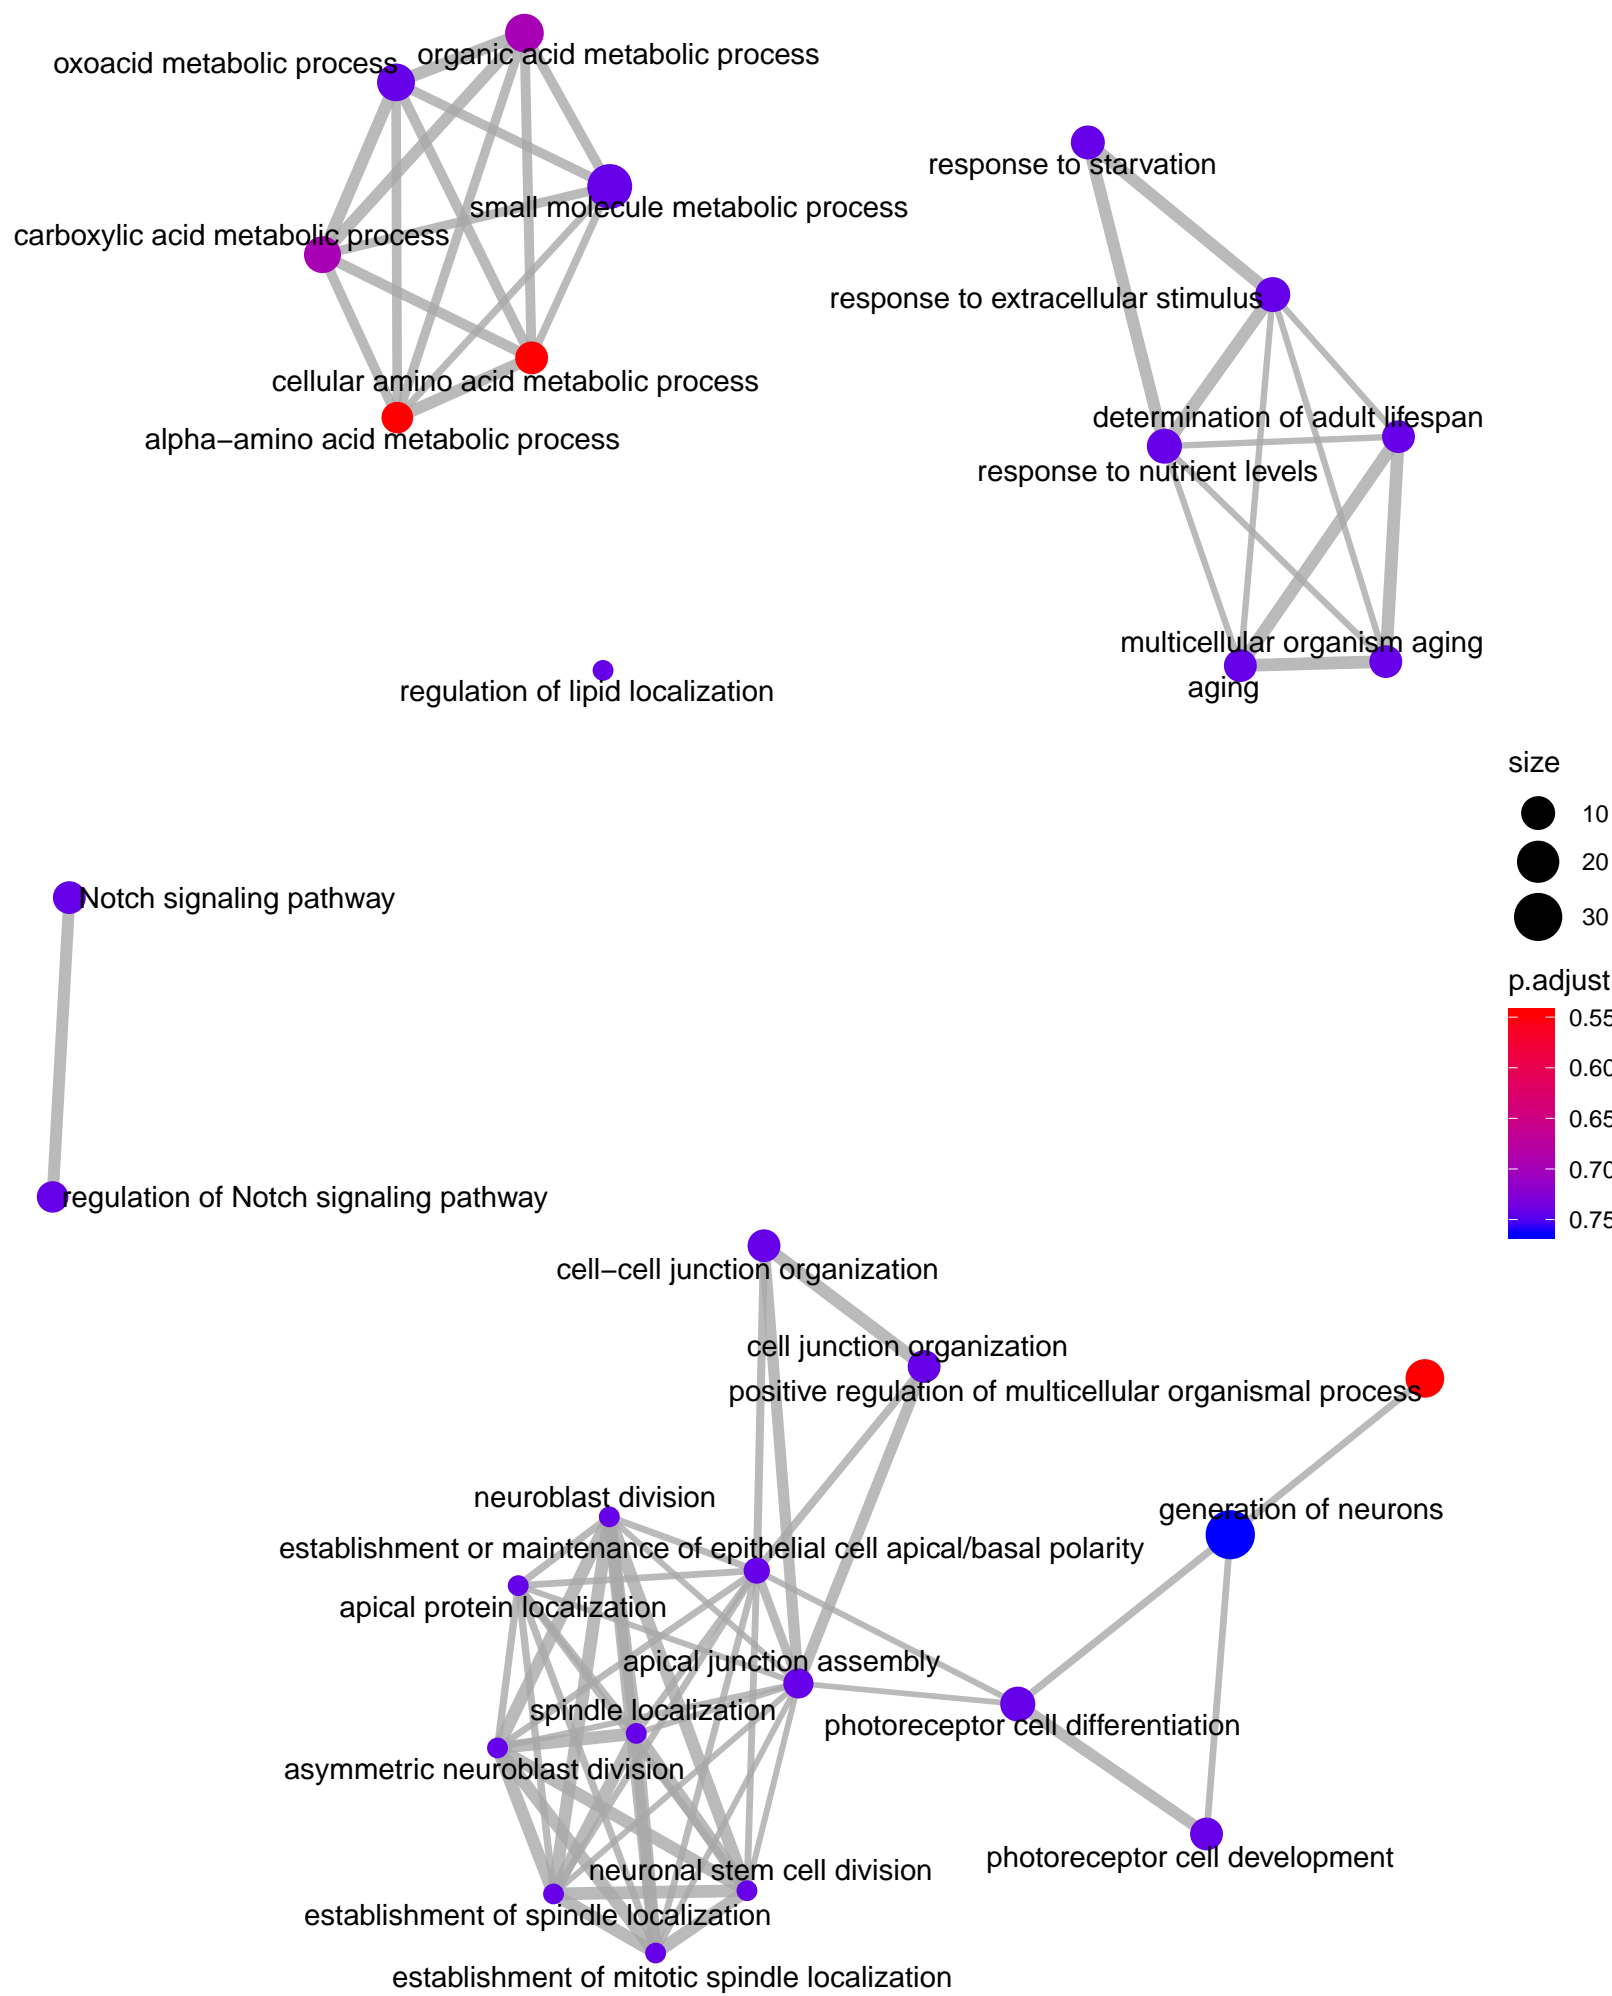 organic acid metabolic process
oxoacid metabolic process
response to starvation
small molecule metabolic process
carboxylic acid metabolic process
response to extracellular stimulus
cellular amino acid metabolic process
determination of adult lifespan
alpha−amino acid metabolic process
response to nutrient levels
multicellular organism aging
regulation of lipid localization
aging
size
10
20
30
Notch signaling pathway
p.adjust
0.55
0.60
0.65
0.70
0.75
regulation of Notch signaling pathway
cell−cell junction organization
cell junction organization
positive regulation of multicellular organismal process
neuroblast division
generation of neurons
establishment or maintenance of epithelial cell apical/basal polarity
apical protein localization
apical junction assembly
spindle localization
photoreceptor cell differentiation
asymmetric neuroblast division
photoreceptor cell development
neuronal stem cell division
establishment of spindle localization
establishment of mitotic spindle localization